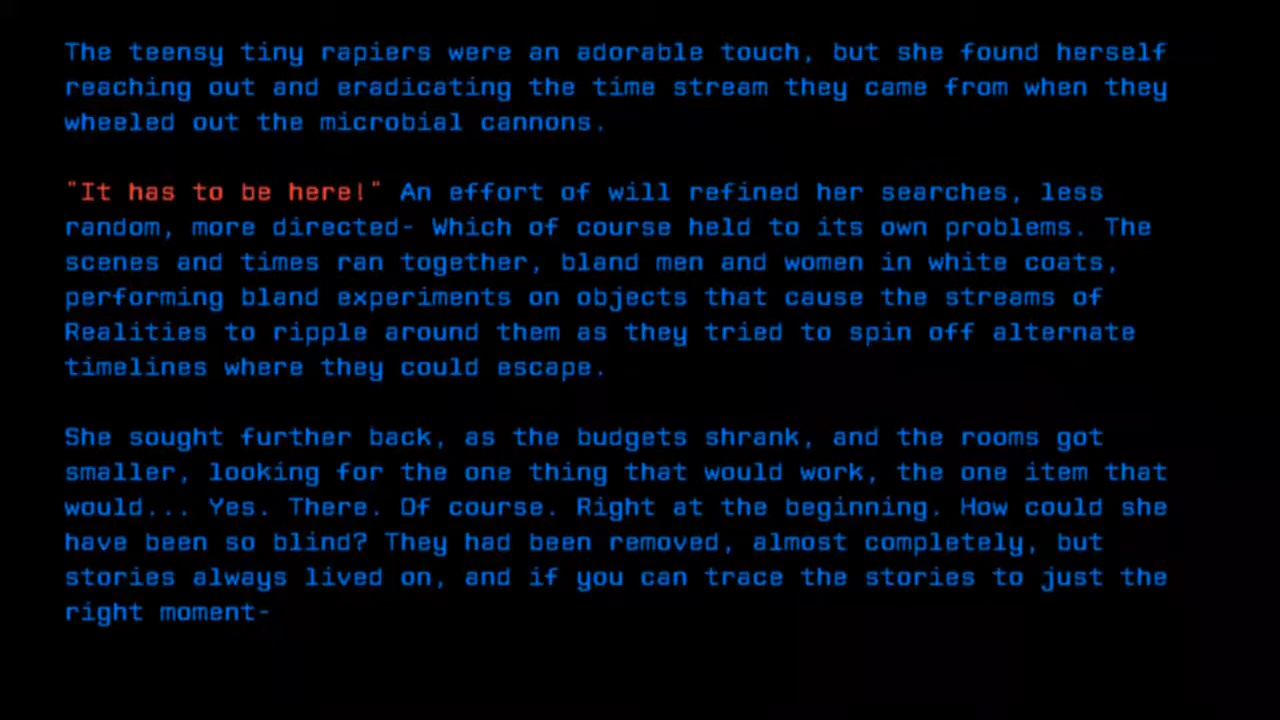 The teensy tiny rapiers were an adorable touch, but she found herself
reaching out and eradicating the time stream they came from when they
wheeled out the microbial cannons.
"It has to be here!" An effort of will refined her searches, less
random, more directed- Which of course held to its own problems. The
scenes and times ran together, bland men and women in white coats,
performing bland experiments on objects that cause the streams of
Realities to ripple around them as they tried to spin off alternate
timelines where they could escape.
She sought further back, as the budgets shrank, and the rooms got
smaller, looking for the one thing that would work, the one item that
would... Yes. There. Of course. Right at the beginning. How could she
have been so blind? They had been removed, almost completely, but
stories always lived on, and if you can trace the stories to just the
right moment-